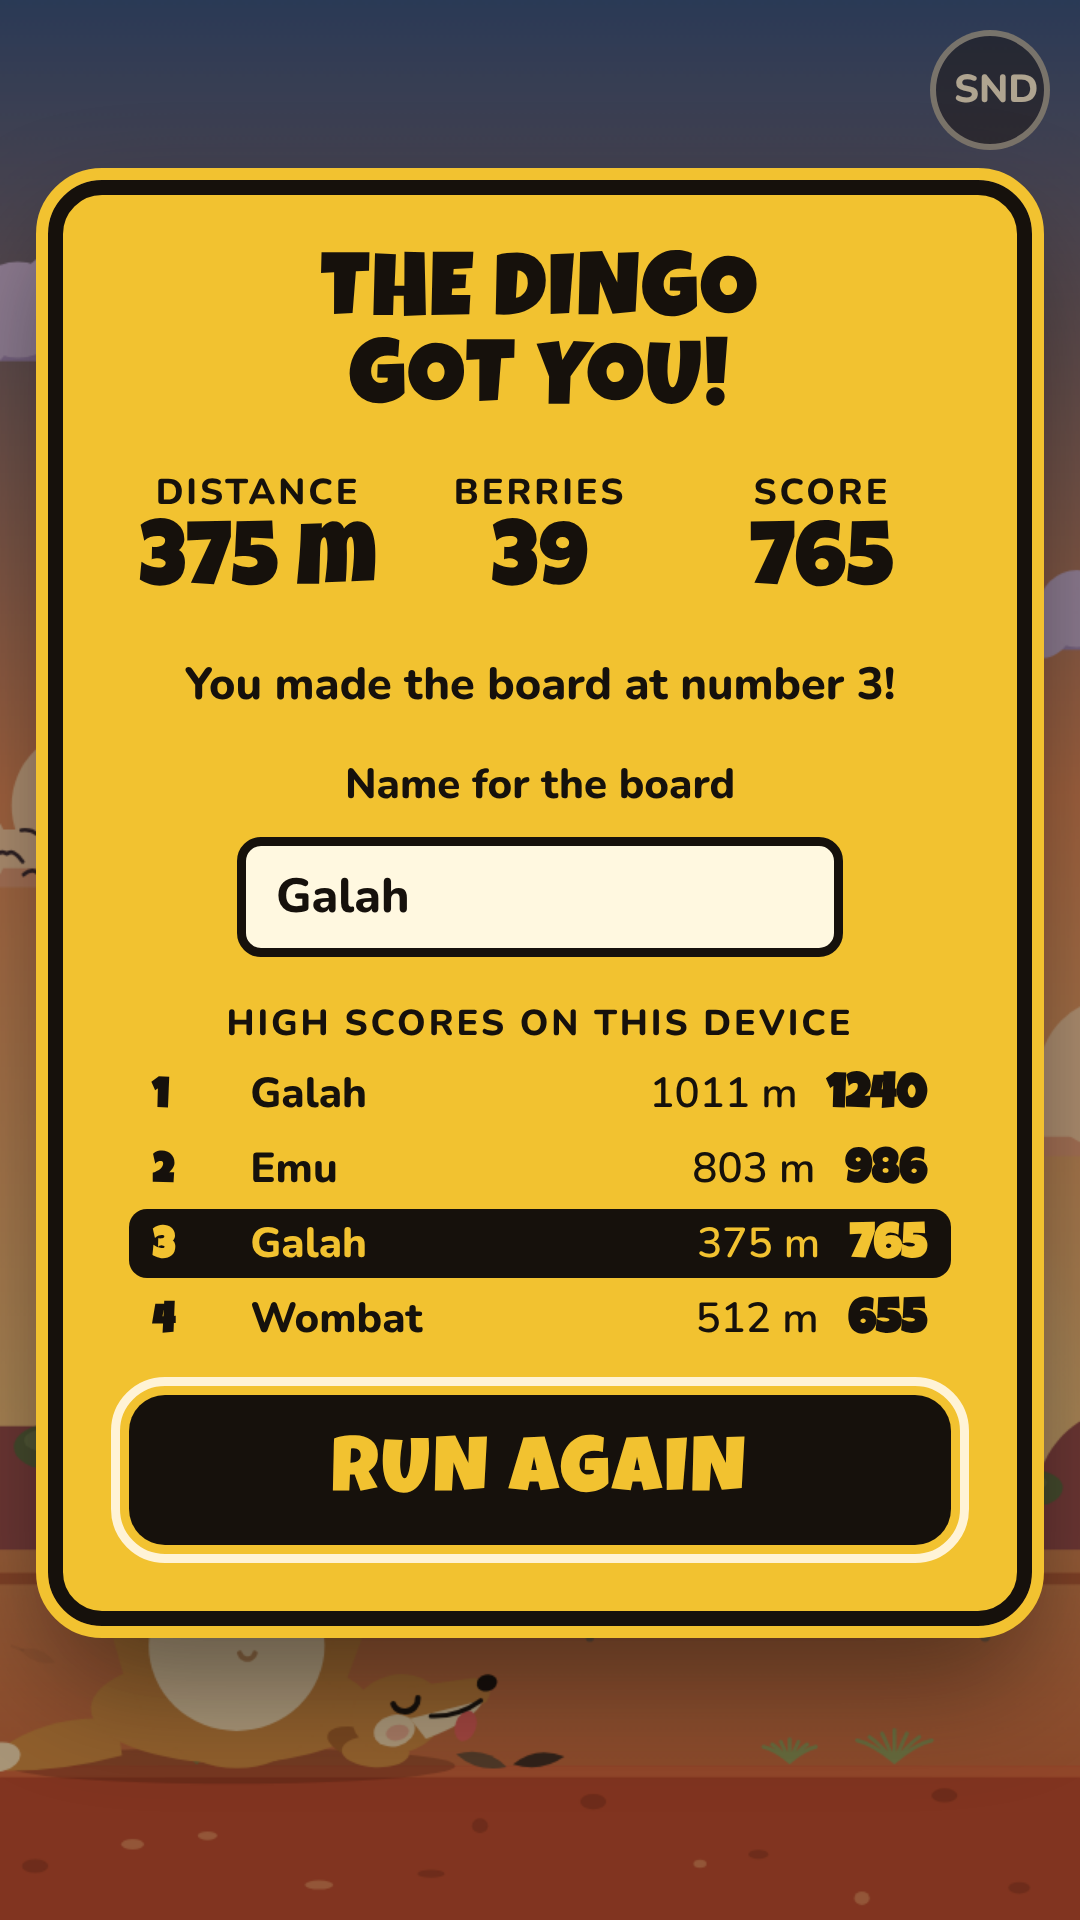 SND
THE DINGO
GOT YOU!
DISTANCE BERRIES SCORE
375 m 39 765
You made the board at number 3!
Name for the board
Galah
HIGH SCORES ON THIS DEVICE
1 Galah 1011 m 1240
2 Emu 803 m 986
3 Galah 375 m 765
4 Wombat 512 m 655
RUN AGAIN